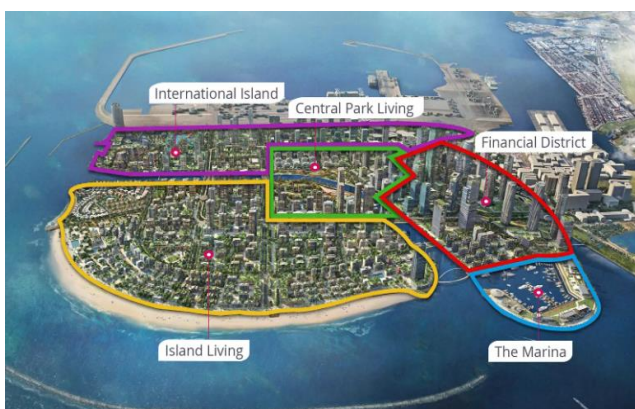 International Island
Central Park Living
Financial District
Island Living
The Marina